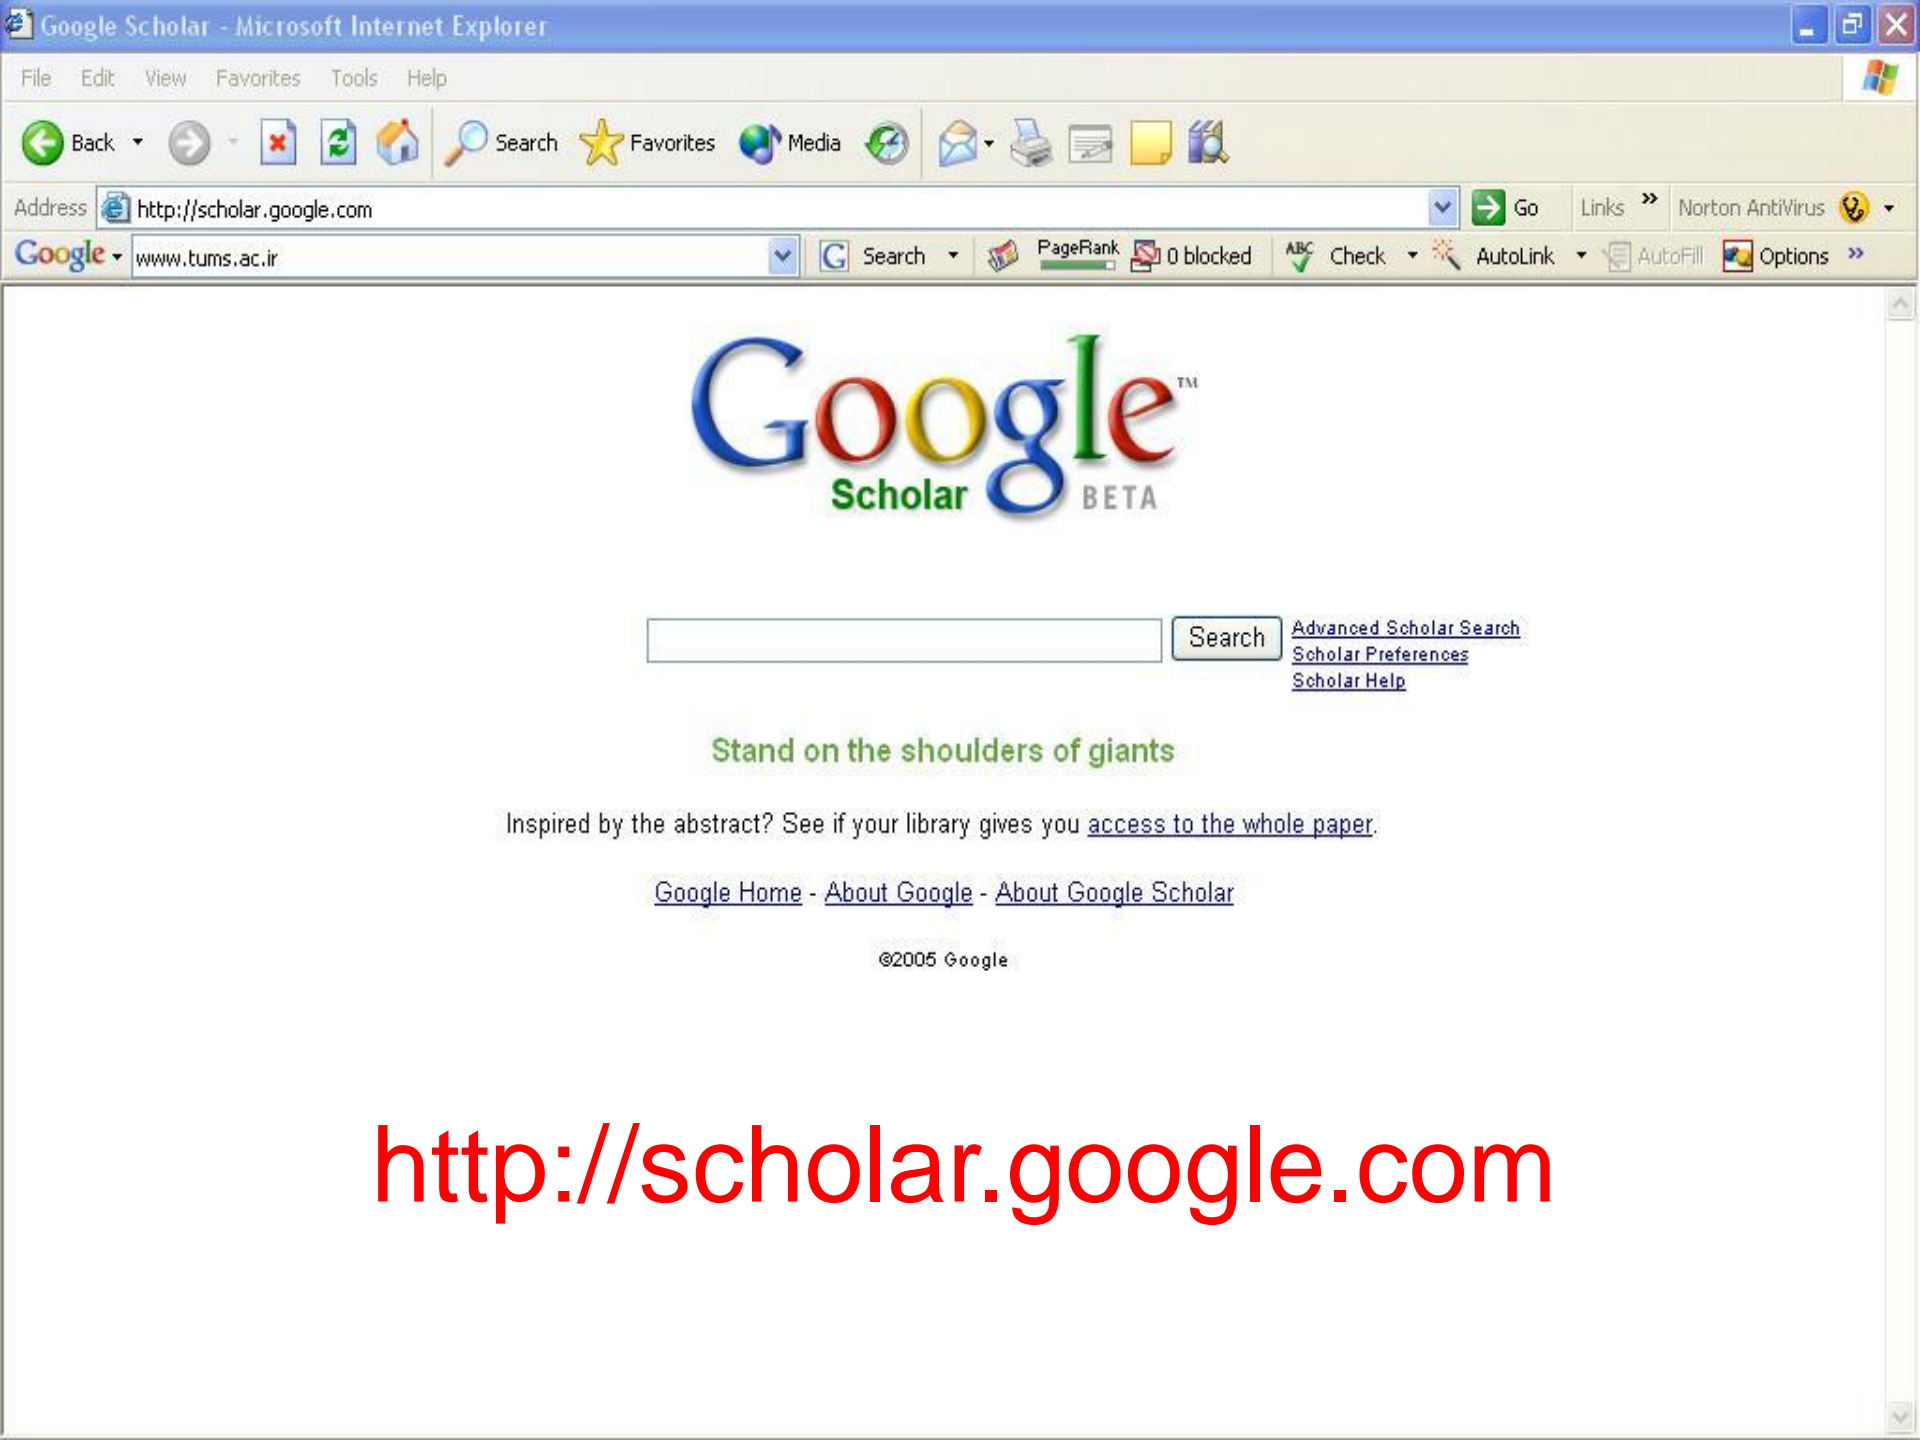 Google Scholar - Microsoft Internet Explorer
File Edit View Favorites Tools Help
Back Search Favorites Media
Address http://scholar.google.com Go Links » Norton AntiVirus
Google www.tums.ac.ir G Search PageRank 0 blocked ABC Check AutoLink AutoFill Options »
Google™
Scholar BETA
Search Advanced Scholar Search
Scholar Preferences
Scholar Help
Stand on the shoulders of giants
Inspired by the abstract? See if your library gives you access to the whole paper.
Google Home - About Google - About Google Scholar
©2005 Google
http://scholar.google.com